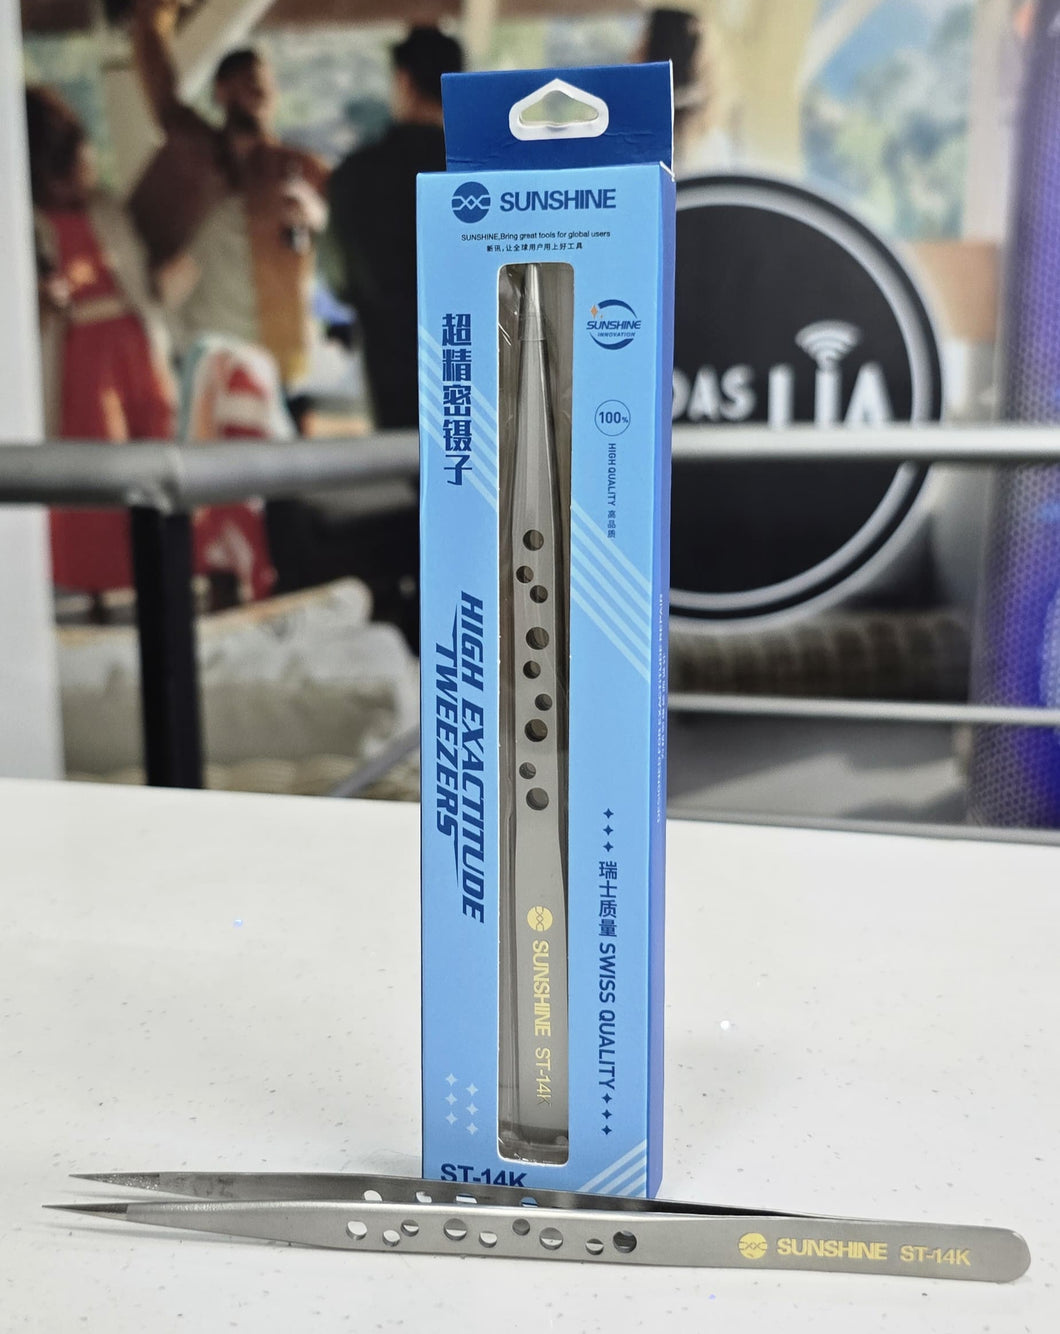 SUNSHINE
SUNSHINE,Bring great tools for global users
新讯,让全球用户用上好工具
超精密镊子
SUNSHINE
INNOVATION
100%
HIGH QUALITY 高品质
HIGH EXACTITUDE
TWEEZERS
瑞士质量 SWISS QUALITY
SUNSHINE ST-14K
ST-14K
DAS
LIA
SUNSHINE ST-14K